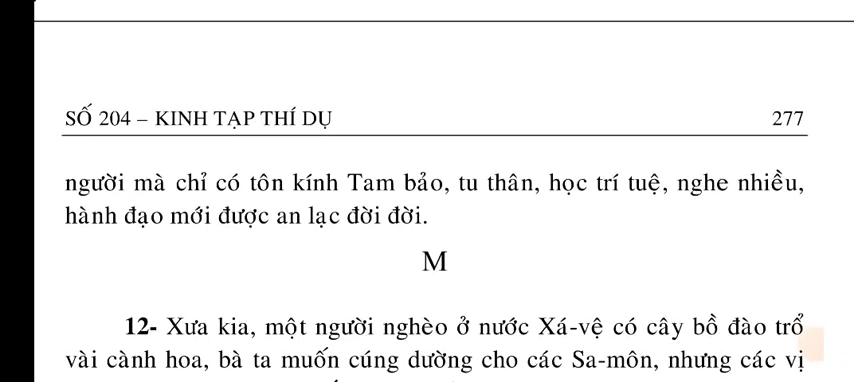 SỐ 204 – KINH TẠP THÍ DỤ 277
người mà chỉ có tôn kính Tam bảo, tu thân, học trí tuệ, nghe nhiều,
hành đạo mới được an lạc đời đời.
M
12- Xưa kia, một người nghèo ở nước Xá-vệ có cây bồ đào trổ
vài cành hoa, bà ta muốn cúng dường cho các Sa-môn, nhưng các vị